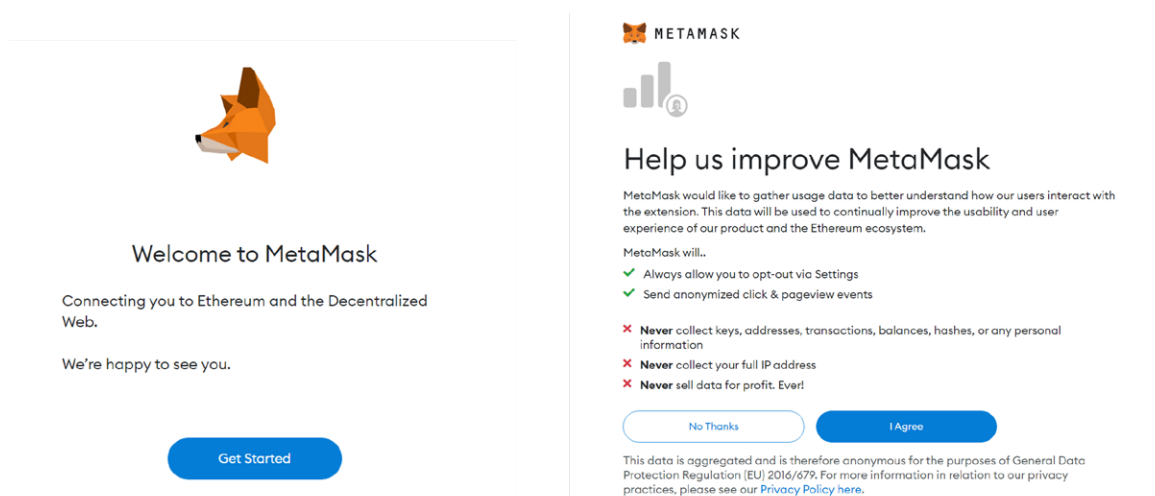 Welcome to MetaMask
Connecting you to Ethereum and the Decentralized
Web.
We're happy to see you.
Get Started
METAMASK
Help us improve MetaMask
MetaMask would like to gather usage data to better understand how our users interact with
the extension. This data will be used to continually improve the usability and user
experience of our product and the Ethereum ecosystem.
MetaMask will..
Always allow you to opt-out via Settings
Send anonymized click & pageview events
Never collect keys, addresses, transactions, balances, hashes, or any personal
information
Never collect your full IP address
Never sell data for profit. Ever!
No Thanks
I Agree
This data is aggregated and is therefore anonymous for the purposes of General Data
Protection Regulation (EU) 2016/679. For more information in relation to our privacy
practices, please see our Privacy Policy here.